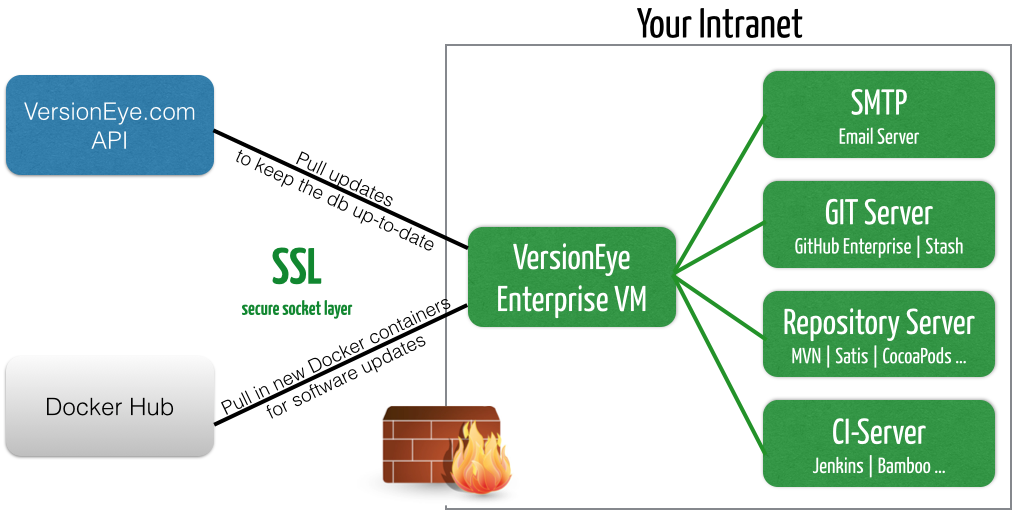 Your Intranet
VersionEye.com
API
Pull updates
to keep the db up-to-date
SSL
secure socket layer
Pull in new Docker containers
for software updates
Docker Hub
VersionEye
Enterprise VM
SMTP
Email Server
GIT Server
GitHub Enterprise | Stash
Repository Server
MVN | Satis | CocoaPods ...
CI-Server
Jenkins | Bamboo ...